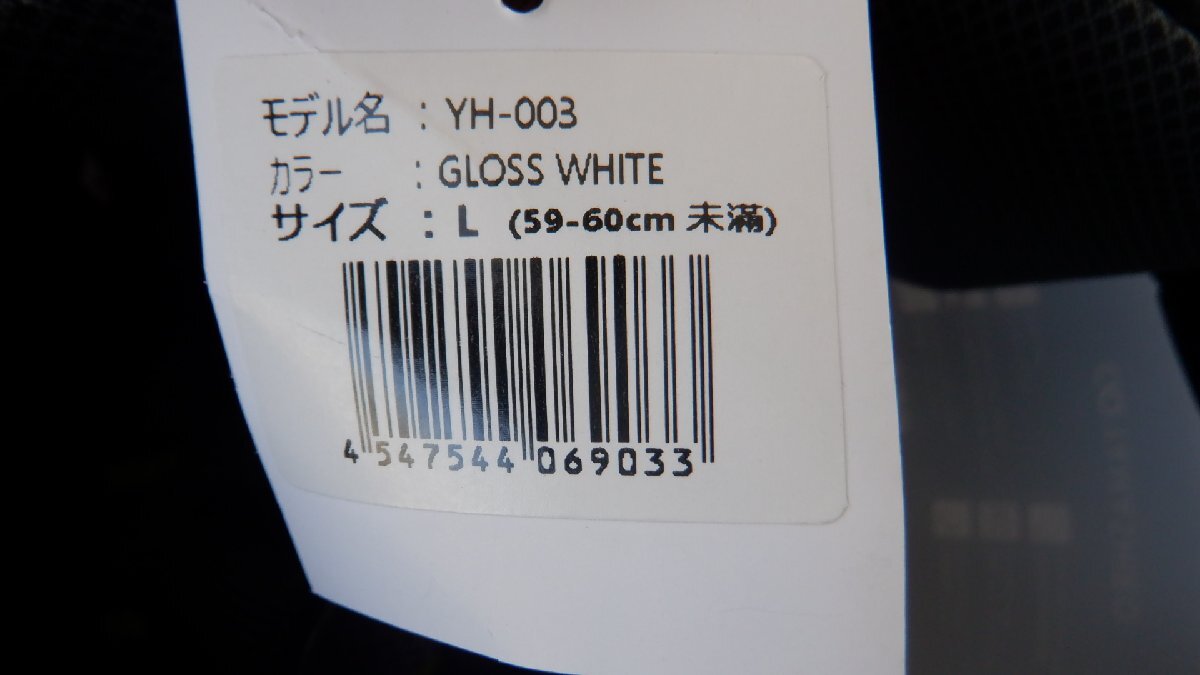 モデル名 : YH-003
カラー : GLOSS WHITE
サイズ : L (59-60cm 未滿)
4 547544 069033